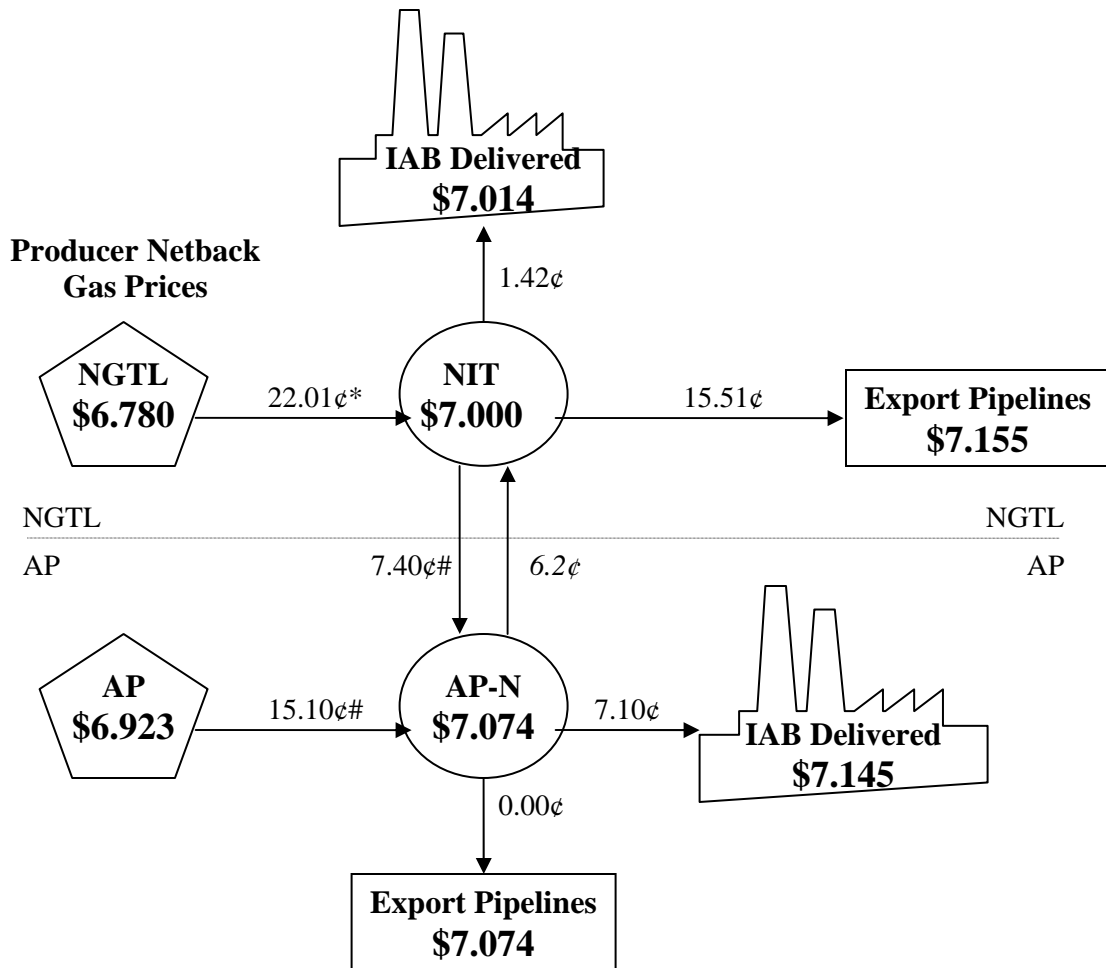 IAB Delivered
$7.014
Producer Netback
Gas Prices
1.42¢
NGTL
$6.780
22.01¢*
NIT
$7.000
15.51¢
Export Pipelines
$7.155
NGTL
NGTL
AP
7.40¢#
6.2¢
AP
AP
$6.923
15.10¢#
AP-N
$7.074
7.10¢
IAB Delivered
$7.145
0.00¢
Export Pipelines
$7.074